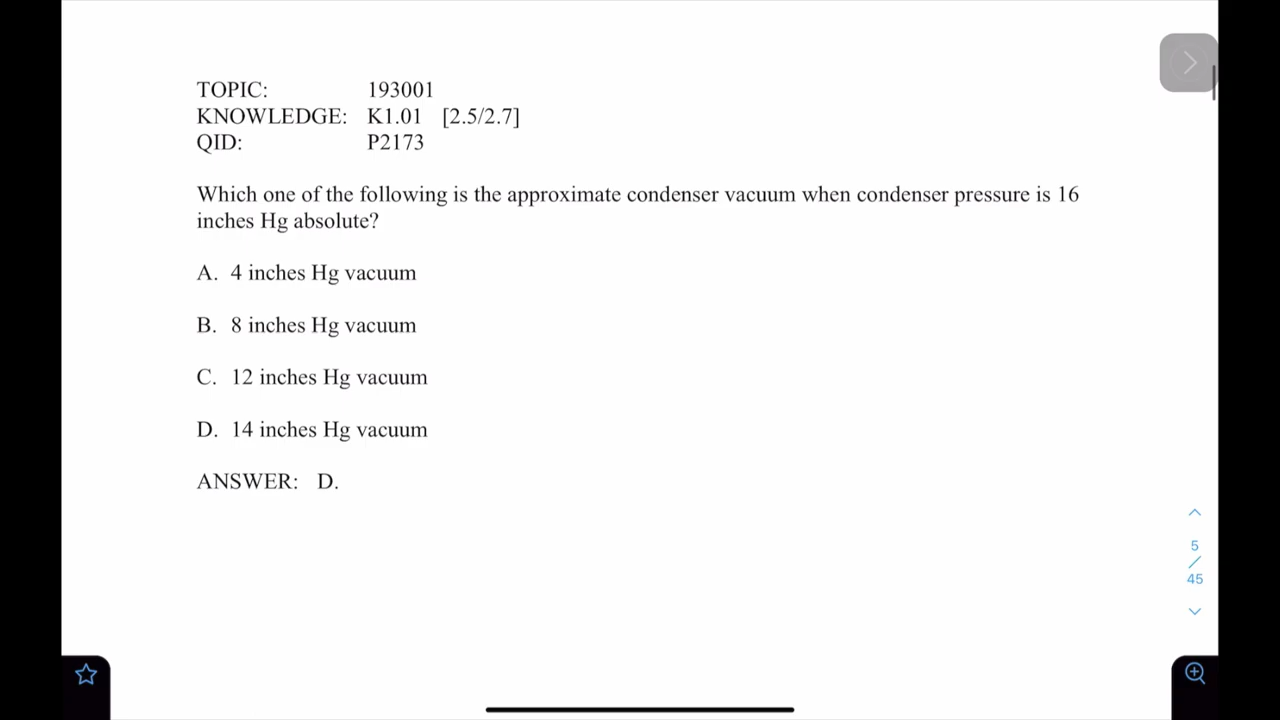 TOPIC: 193001
KNOWLEDGE: K1.01 [2.5/2.7]
QID: P2173
Which one of the following is the approximate condenser vacuum when condenser pressure is 16
inches Hg absolute?
A. 4 inches Hg vacuum
B. 8 inches Hg vacuum
C. 12 inches Hg vacuum
D. 14 inches Hg vacuum
ANSWER: D.
5
/
45